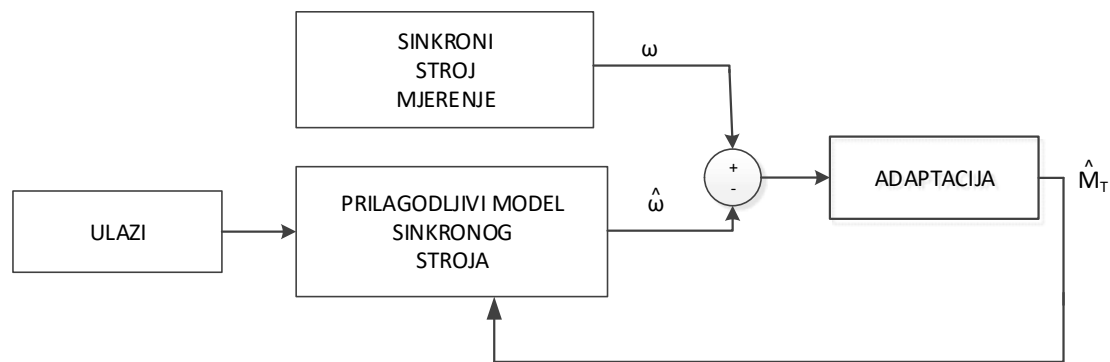 SINKRONI
STROJ
MJERENJE
ω
+
-
ADAPTACIJA
M̂T
ULAZI
PRILAGODLJIVI MODEL
SINKRONOG
STROJA
ω̂